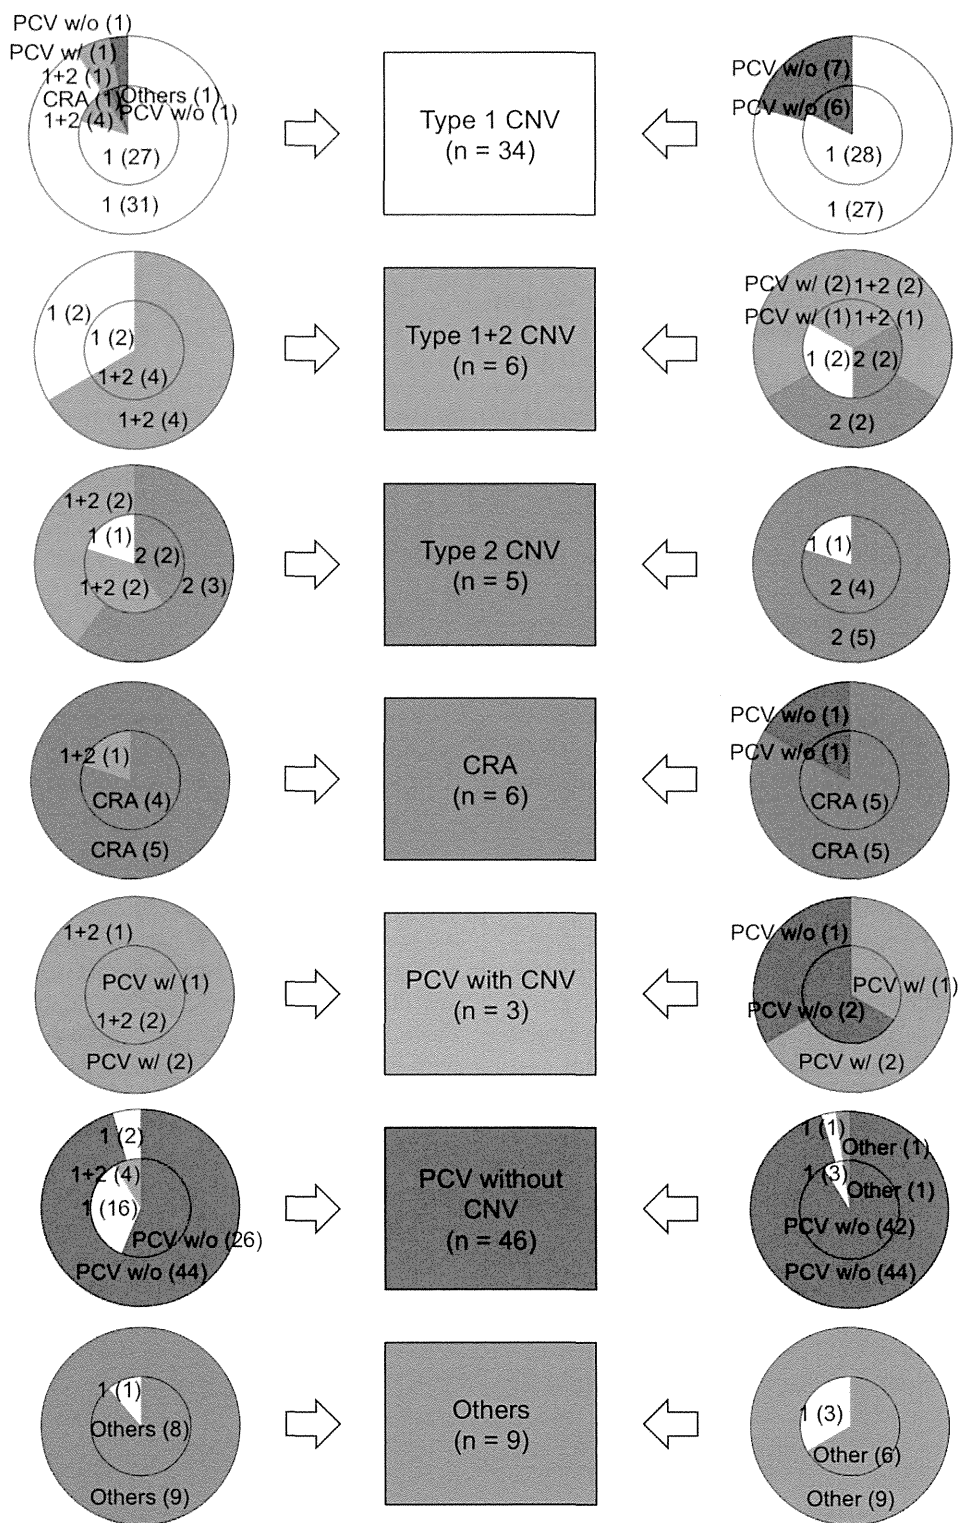 PCV w/o (1)
PCV w/ (1)
1+2 (1)
CRA (1)
1+2 (4)
Others (1)
PCV w/o (1)
1 (27)
1 (31)
Type 1 CNV
(n = 34)
PCV w/o (7)
PCV w/o (6)
1 (28)
1 (27)
1 (2)
1 (2)
1+2 (4)
1+2 (4)
Type 1+2 CNV
(n = 6)
PCV w/ (2)
1+2 (2)
PCV w/ (1)
1+2 (1)
1 (2)
2 (2)
2 (2)
1+2 (2)
1 (1)
2 (2)
1+2 (2)
2 (3)
Type 2 CNV
(n = 5)
1 (1)
2 (4)
2 (5)
1+2 (1)
CRA (4)
CRA (5)
CRA
(n = 6)
PCV w/o (1)
PCV w/o (1)
CRA (5)
CRA (5)
1+2 (1)
PCV w/ (1)
1+2 (2)
PCV w/ (2)
PCV with CNV
(n = 3)
PCV w/o (1)
PCV w/ (1)
PCV w/o (2)
PCV w/ (2)
1 (2)
1+2 (4)
1 (16)
PCV w/o (26)
PCV w/o (44)
PCV without
CNV
(n = 46)
1 (1)
Other (1)
1 (3)
Other (1)
PCV w/o (42)
PCV w/o (44)
1 (1)
Others (8)
Others (9)
Others
(n = 9)
1 (3)
Other (6)
Other (9)